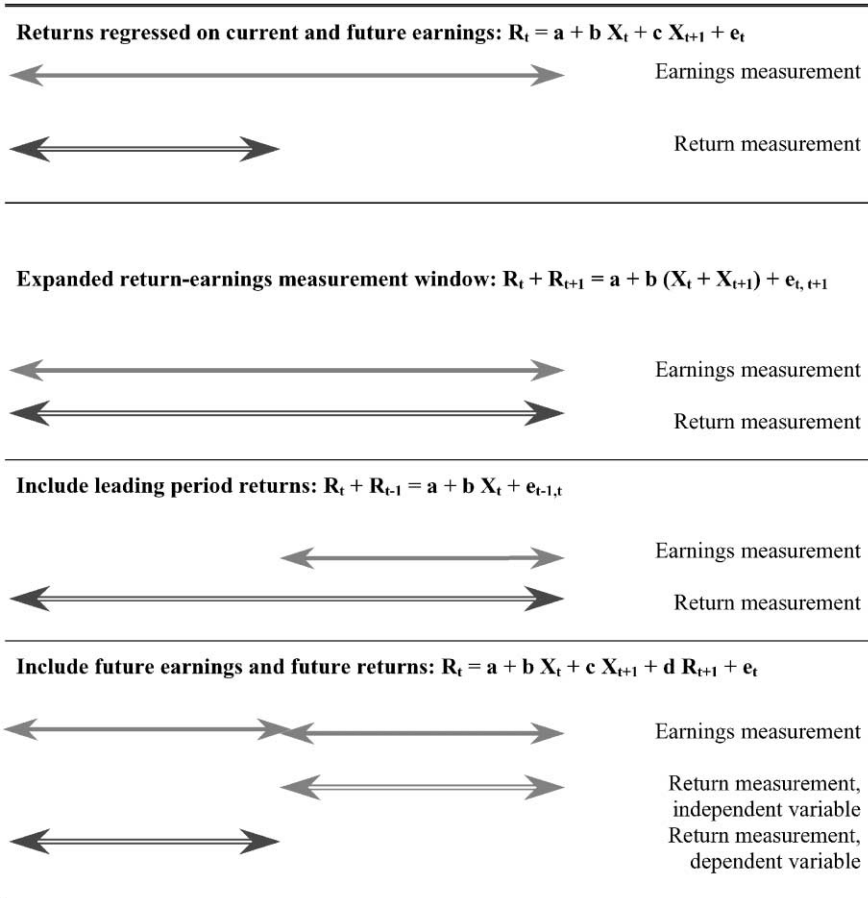 Returns regressed on current and future earnings: Rₜ = a + b Xₜ + c Xₜ₊₁ + eₜ
Earnings measurement
Return measurement
Expanded return-earnings measurement window: Rₜ + Rₜ₊₁ = a + b (Xₜ + Xₜ₊₁) + eₜ, ₜ₊₁
Earnings measurement
Return measurement
Include leading period returns: Rₜ + Rₜ₋₁ = a + b Xₜ + eₜ₋₁,ₜ
Earnings measurement
Return measurement
Include future earnings and future returns: Rₜ = a + b Xₜ + c Xₜ₊₁ + d Rₜ₊₁ + eₜ
Earnings measurement
Return measurement,
independent variable
Return measurement,
dependent variable